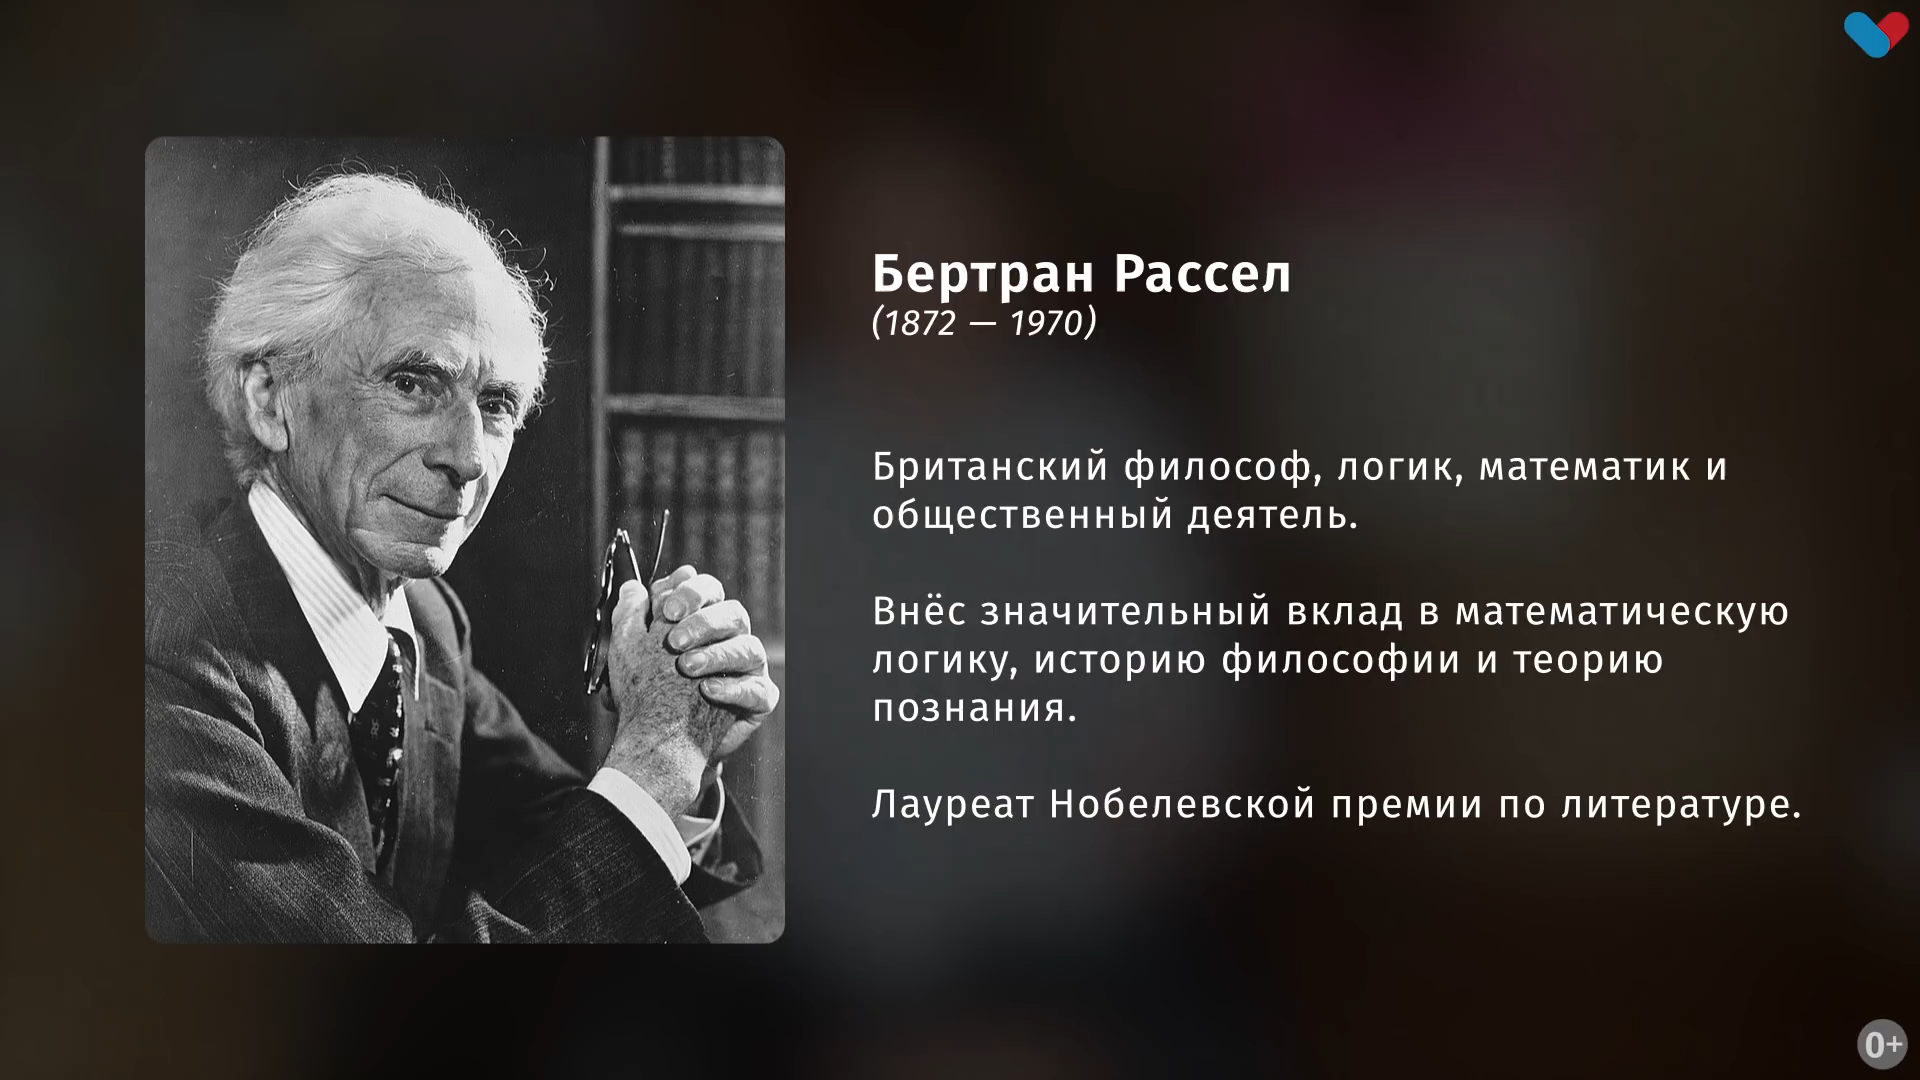 Бертран Рассел
(1872 — 1970)
Британский философ, логик, математик и
общественный деятель.
Внёс значительный вклад в математическую
логику, историю философии и теорию
познания.
Лауреат Нобелевской премии по литературе.
0+